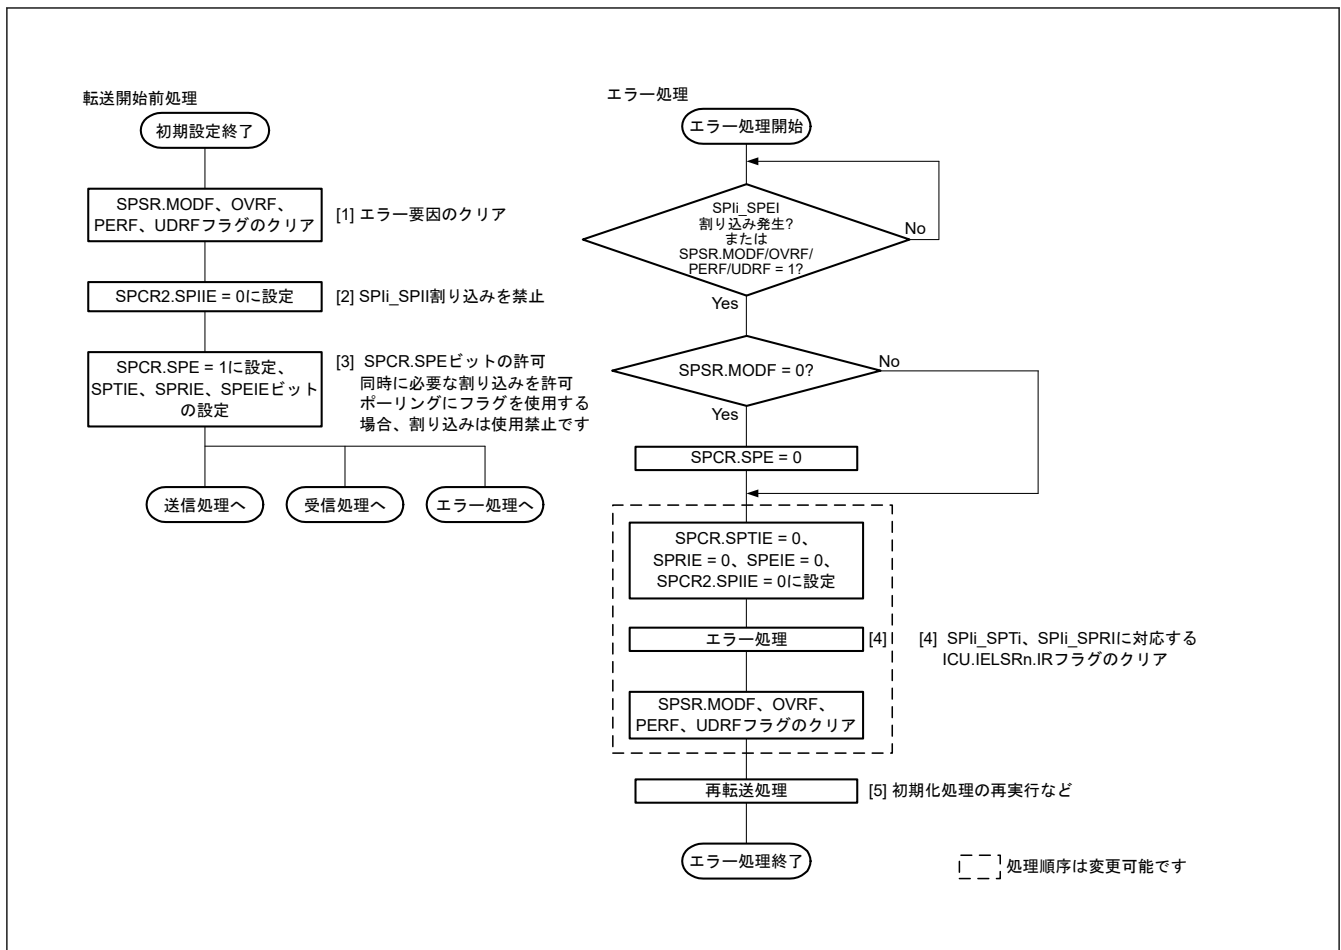 転送開始前処理
初期設定終了
SPSR.MODF、OVRF、
PERF、UDRFフラグのクリア
[1] エラー要因のクリア
SPCR2.SPIIE = 0に設定
[2] SPIi_SPII割り込みを禁止
SPCR.SPE = 1に設定、
SPTIE、SPRIE、SPEIEビット
の設定
[3] SPCR.SPEビットの許可
同時に必要な割り込みを許可
ポーリングにフラグを使用する
場合、割り込みは使用禁止です
送信処理へ
受信処理へ
エラー処理へ
エラー処理
エラー処理開始
SPIi_SPEI
割り込み発生?
または
SPSR.MODF/OVRF/
PERF/UDRF = 1?
No
Yes
SPSR.MODF = 0?
No
Yes
SPCR.SPE = 0
SPCR.SPTIE = 0、
SPRIE = 0、SPEIE = 0、
SPCR2.SPIIE = 0に設定
エラー処理
[4]
[4] SPIi_SPTi、SPIi_SPRIに対応する
ICU.IELSRn.IRフラグのクリア
SPSR.MODF、OVRF、
PERF、UDRFフラグのクリア
再転送処理
[5] 初期化処理の再実行など
エラー処理終了
処理順序は変更可能です